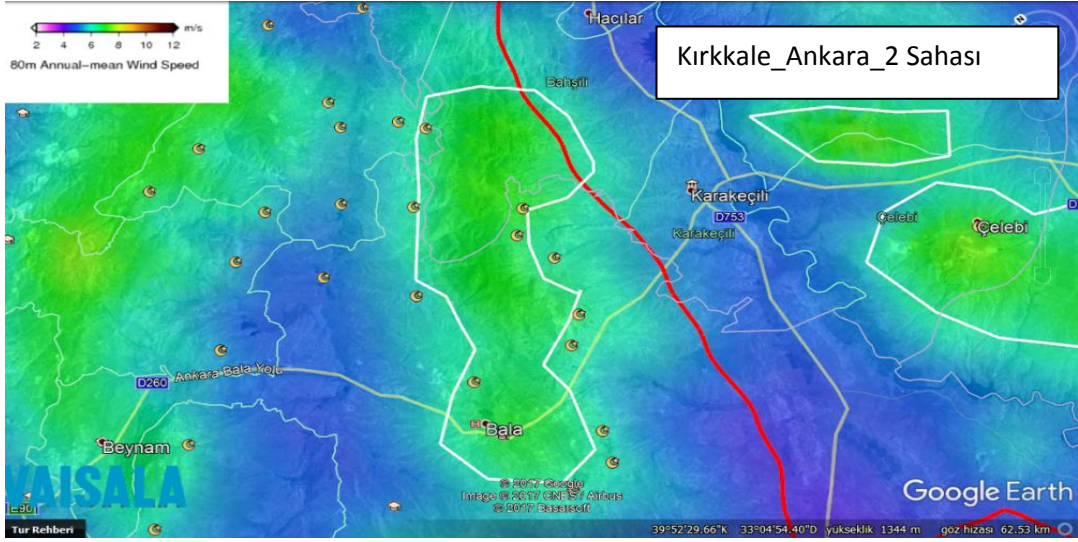 m/s
2 4 6 8 10 12
80m Annual-mean Wind Speed
Hacılar
Kırkkale_Ankara_2 Sahası
Bahşılı
Karakeçili
D753
Karakeçili
Çelebi
Çelebi
D
Ankara Bala Yolu
D260
H
Bala
Beynam
VAISALA
E90
© 2017 Google
Image © 2017 CNES / Airbus
© 2017 Basarsoft
Google Earth
Tur Rehberi
39°52'29.66"K 33°04'54.40"D yükseklik 1344 m göz hizası 62.53 km